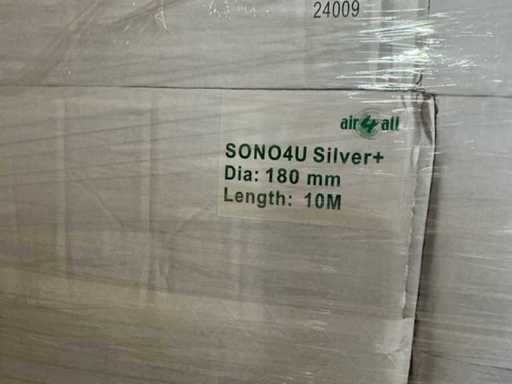 24009
air4all
SONO4U Silver+
Dia: 180 mm
Length: 10M